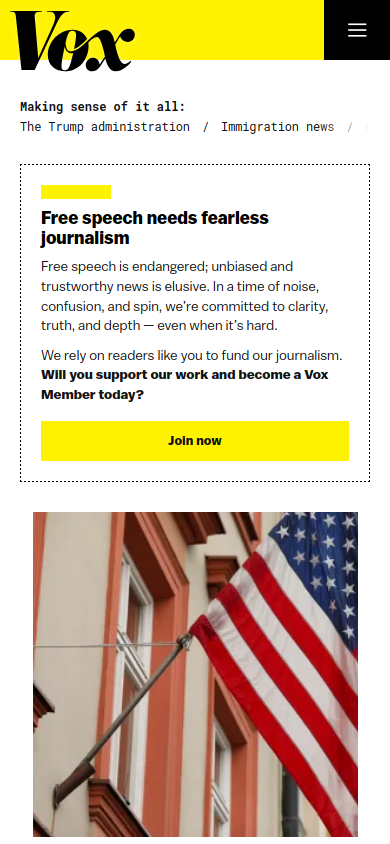 Vox
Making sense of it all:
The Trump administration / Immigration news /
Free speech needs fearless
journalism
Free speech is endangered; unbiased and
trustworthy news is elusive. In a time of noise,
confusion, and spin, we’re committed to clarity,
truth, and depth — even when it’s hard.
We rely on readers like you to fund our journalism.
Will you support our work and become a Vox
Member today?
Join now